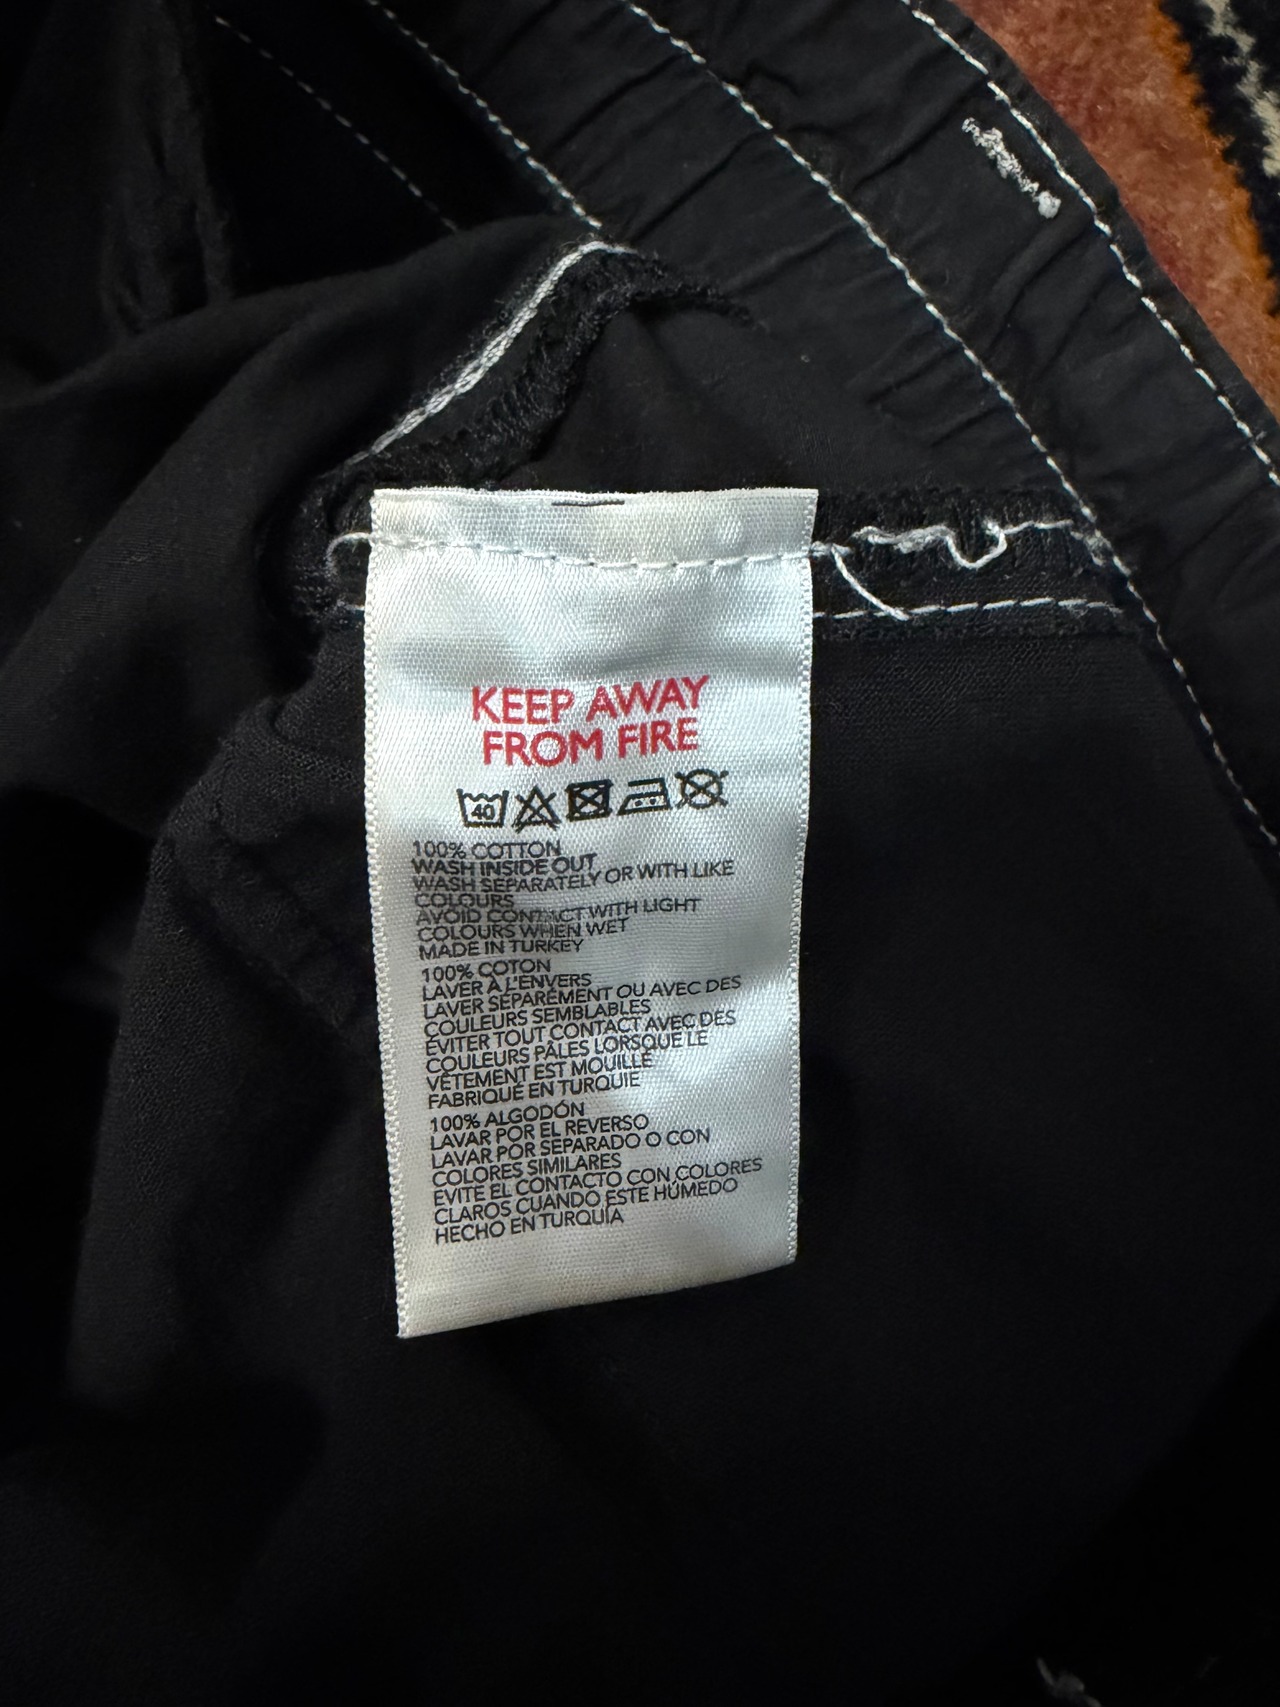 KEEP AWAY
FROM FIRE
40
100% COTTON
WASH INSIDE OUT
WASH SEPARATELY OR WITH LIKE
COLOURS
AVOID CONTACT WITH LIGHT
COLOURS WHEN WET
MADE IN TURKEY
100% COTON
LAVER À L'ENVERS
LAVER SÉPARÉMENT OU AVEC DES
COULEURS SEMBLABLES
ÉVITER TOUT CONTACT AVEC DES
COULEURS PÂLES LORSQUE LE
VÊTEMENT EST MOUILLÉ
FABRIQUÉ EN TURQUIE
100% ALGODÓN
LAVAR POR EL REVERSO
LAVAR POR SEPARADO O CON
COLORES SIMILARES
EVITE EL CONTACTO CON COLORES
CLAROS CUANDO ESTE HÚMEDO
HECHO EN TURQUÍA